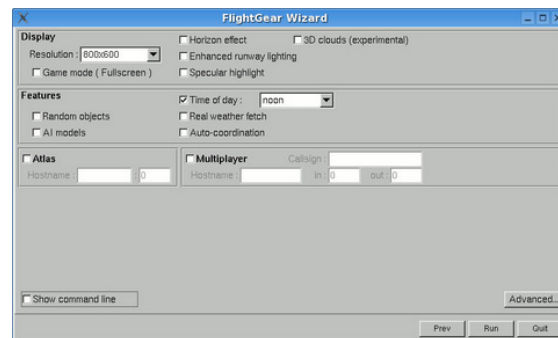 FlightGear Wizard
Display
Horizon effect 3D clouds (experimental)
Resolution : 800x600 Enhanced runway lighting
Game mode ( Fullscreen ) Specular highlight
Features
Time of day : noon
Random objects Real weather fetch
AI models Auto-coordination
Atlas Multiplayer Callsign :
Hostname : : 0 Hostname : in : 0 out : 0
Show command line Advanced...
Prev Run Quit